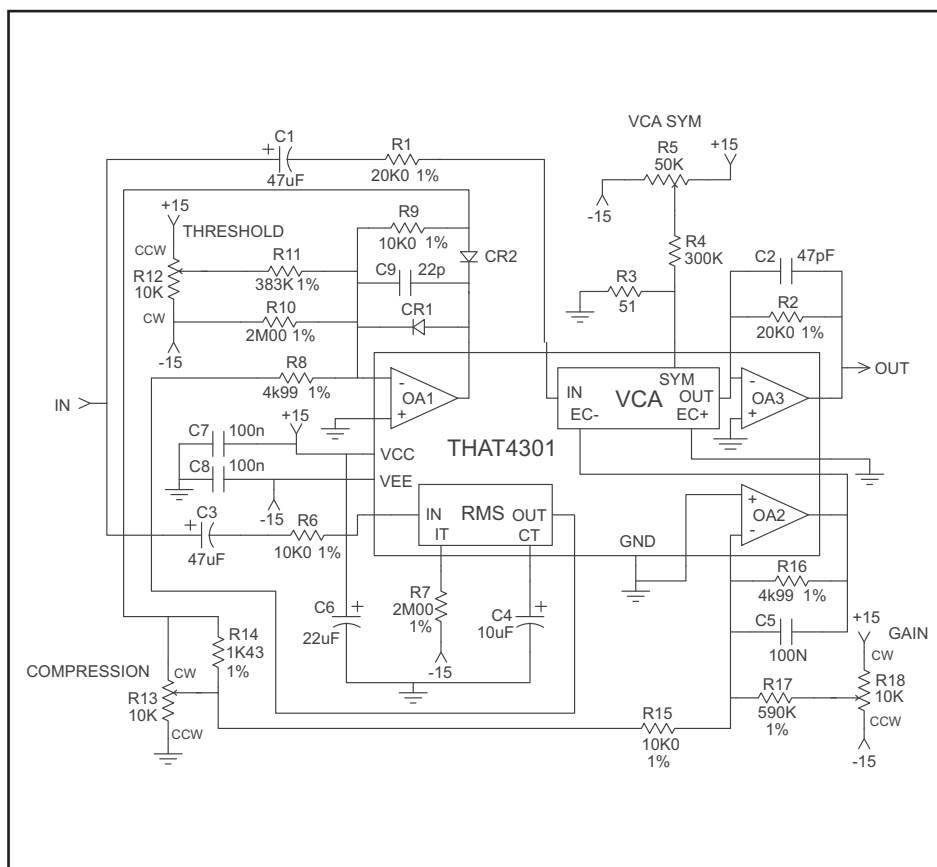 VCA SYM
C1
+
47uF
R1
20K0 1%
R5
50K
+15
-15
+15
THRESHOLD
CCW
R12
10K
CW
-15
R11
383K 1%
R10
2M00 1%
R9
10K0 1%
C9 22p
CR1
CR2
R4
300K
R3
51
C2 47pF
R2
20K0 1%
R8
4k99 1%
-
OA1
+
IN
SYM
IN OUT
EC- VCA EC+
-
OA3
+
OUT
+15
C7 100n
C8 100n
-15
VCC
VEE
THAT4301
C3
+
47uF
R6
10K0 1%
IN RMS OUT
IT CT
GND
+
OA2
-
R16
4k99 1%
C5
100N
R7
2M00
1%
-15
C6
+
22uF
C4
+
10uF
R14
1K43
1%
COMPRESSION
CW
R13
10K
CCW
R15
10K0
1%
R17
590K
1%
+15
GAIN
CW
R18
10K
CCW
-15